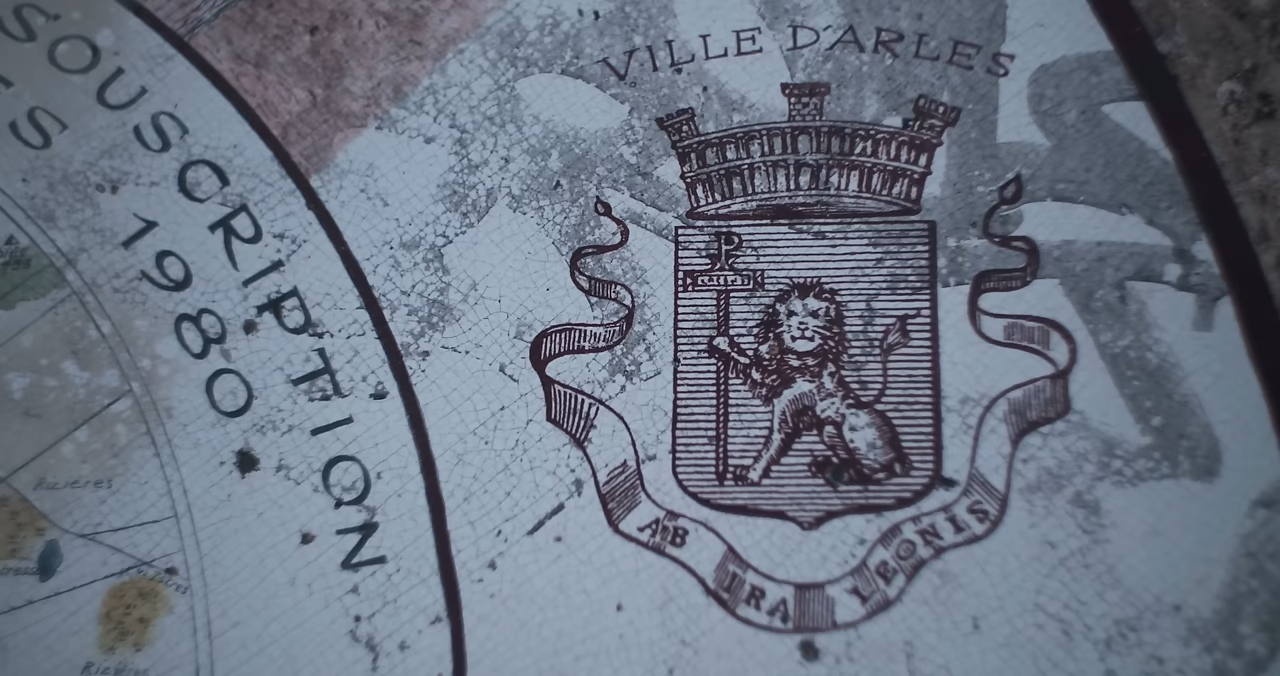 SOUSCRIPTION
1980
VILLE D'ARLES
P
AB IRA LEONIS
Rizières